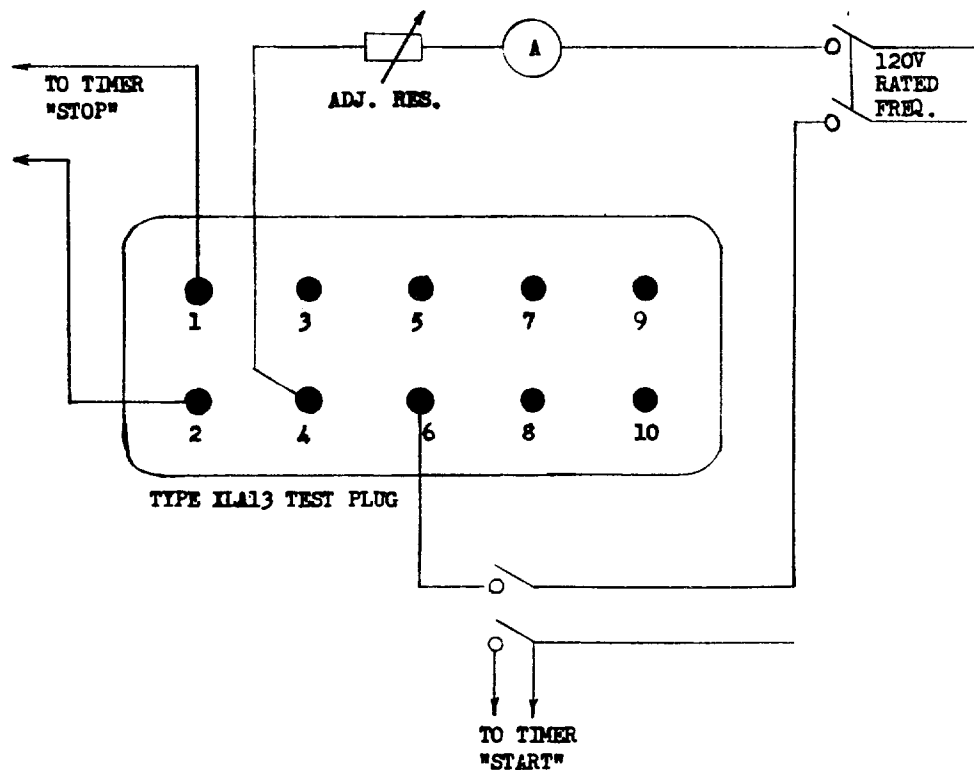 A
120V
RATED
FREQ.
TO TIMER
"STOP"
ADJ. RES.
1
3
5
7
9
2
4
6
8
10
TYPE XLA13 TEST PLUG
TO TIMER
"START"